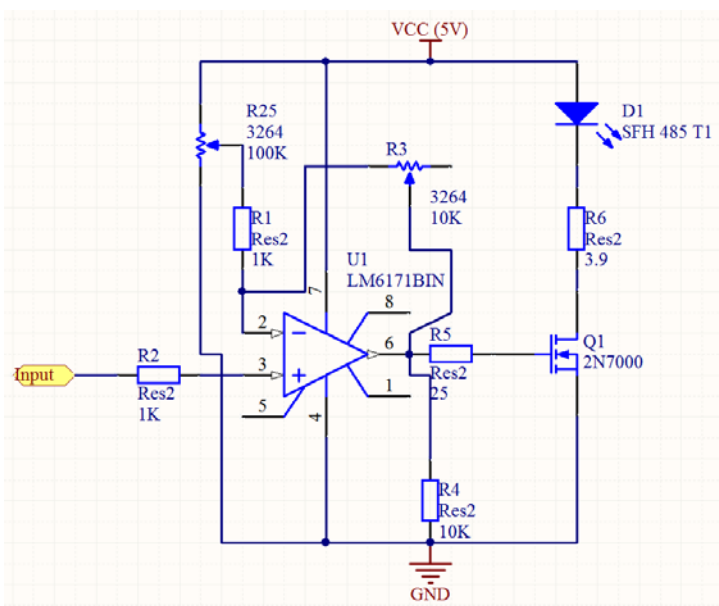 VCC (5V)
R25
3264
100K
D1
SFH 485 T1
R3
3264
10K
R1
Res2
1K
R6
Res2
3.9
U1
LM6171BIN
7
8
2
6
R5
Res2
25
Q1
2N7000
Input
R2
Res2
1K
3
1
5
4
R4
Res2
10K
GND